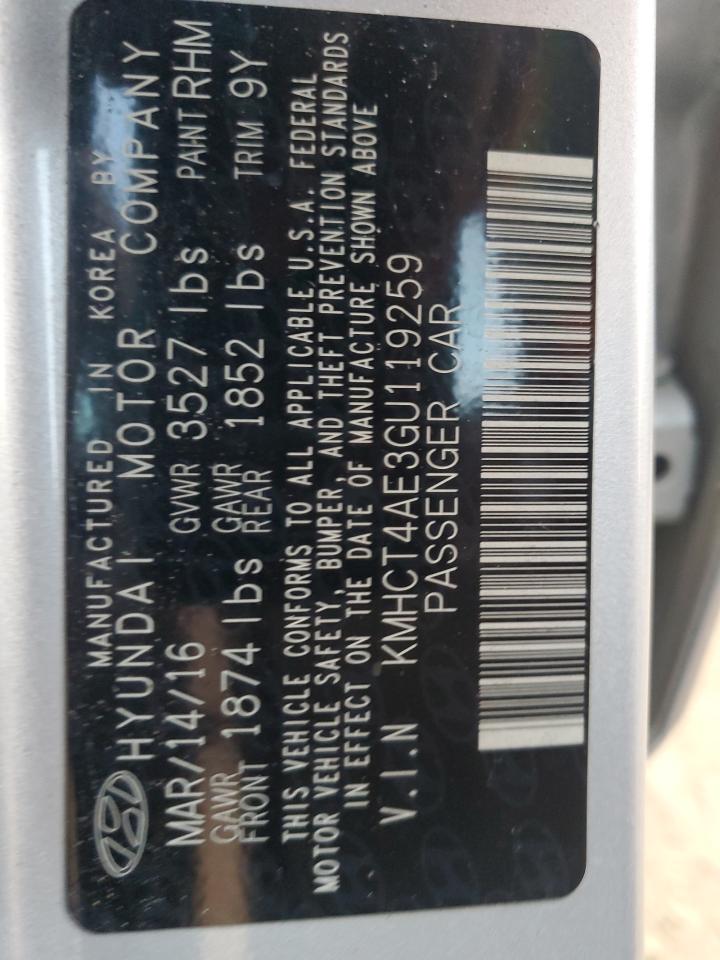 MANUFACTURED IN KOREA BY
HYUNDAI MOTOR COMPANY
MAR/14/16 GVWR 3527 lbs PAINT RHM
GAWR FRONT 1874 lbs GAWR REAR 1852 lbs TRIM 9Y
THIS VEHICLE CONFORMS TO ALL APPLICABLE U.S.A. FEDERAL
MOTOR VEHICLE SAFETY, BUMPER, AND THEFT PREVENTION STANDARDS
IN EFFECT ON THE DATE OF MANUFACTURE SHOWN ABOVE
V.I.N KMHCT4AE3GU119259
PASSENGER CAR